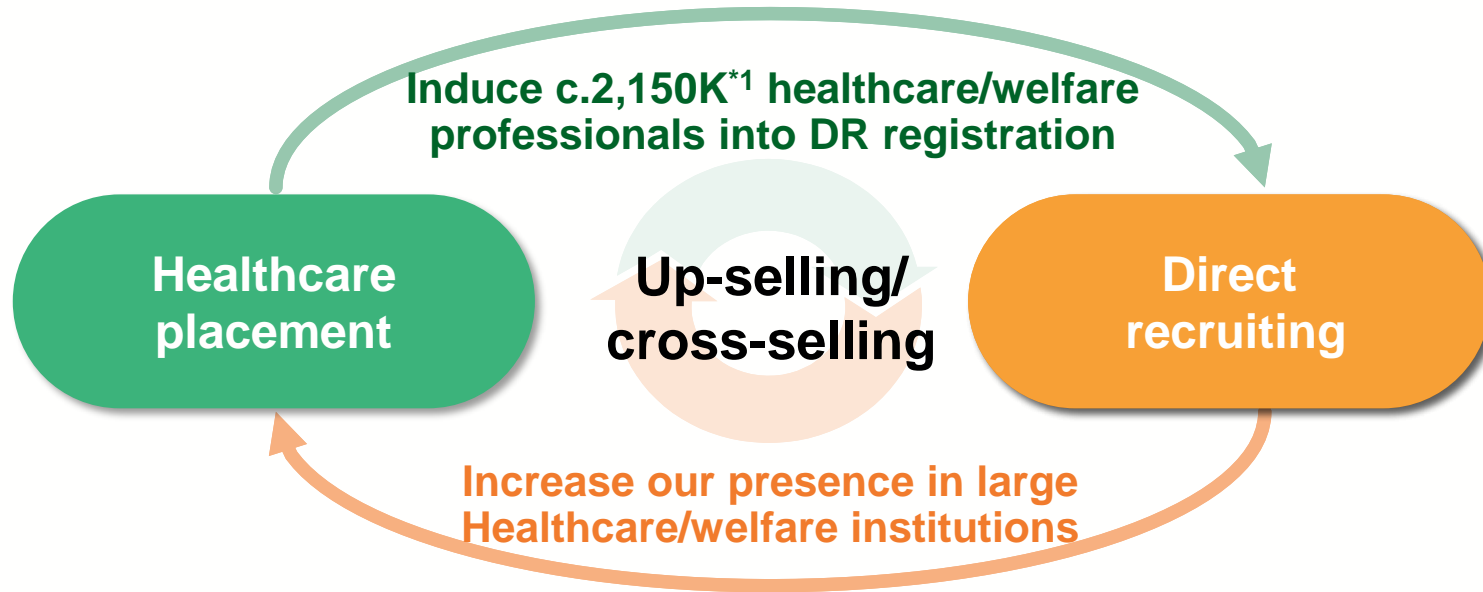 Induce c.2,150K*1 healthcare/welfare
professionals into DR registration
Healthcare
placement
Up-selling/
cross-selling
Direct
recruiting
Increase our presence in large
Healthcare/welfare institutions